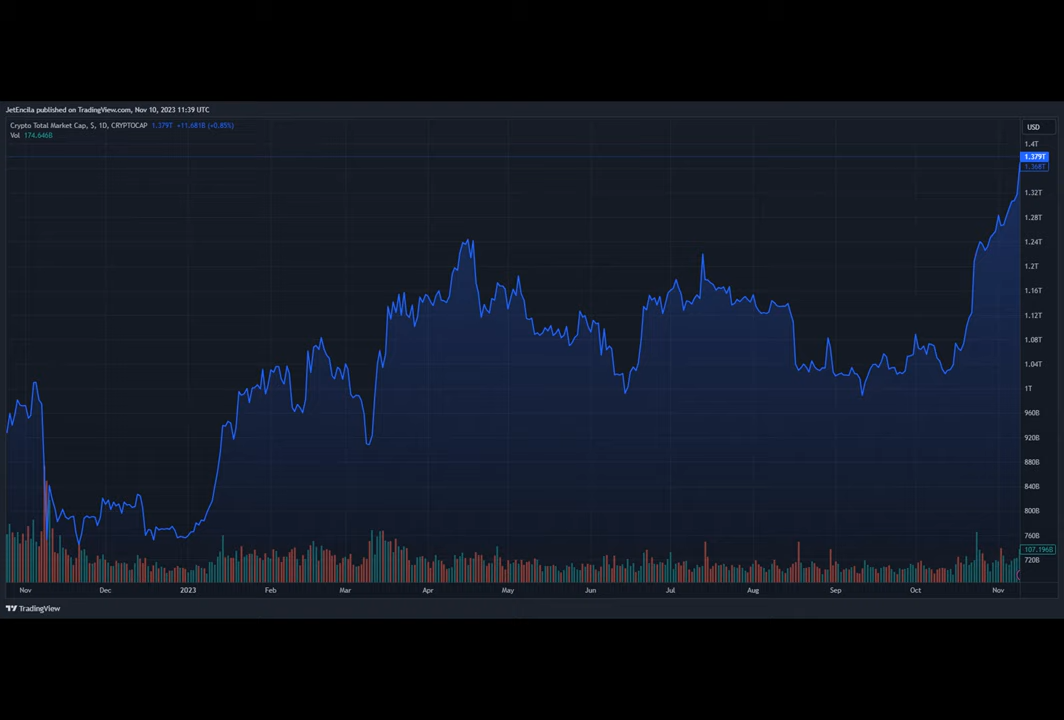 JetEncila published on TradingView.com, Nov 10, 2023 11:39 UTC
Crypto Total Market Cap, $, 1D, CRYPTOCAP 1.379T +11.681B (+0.85%)
Vol 174.646B
USD
1.4T
1.379T
1.368T
1.32T
1.28T
1.24T
1.2T
1.16T
1.12T
1.08T
1.04T
1T
960B
920B
880B
840B
800B
760B
107.196B
720B
Nov Dec 2023 Feb Mar Apr May Jun Jul Aug Sep Oct Nov
TradingView